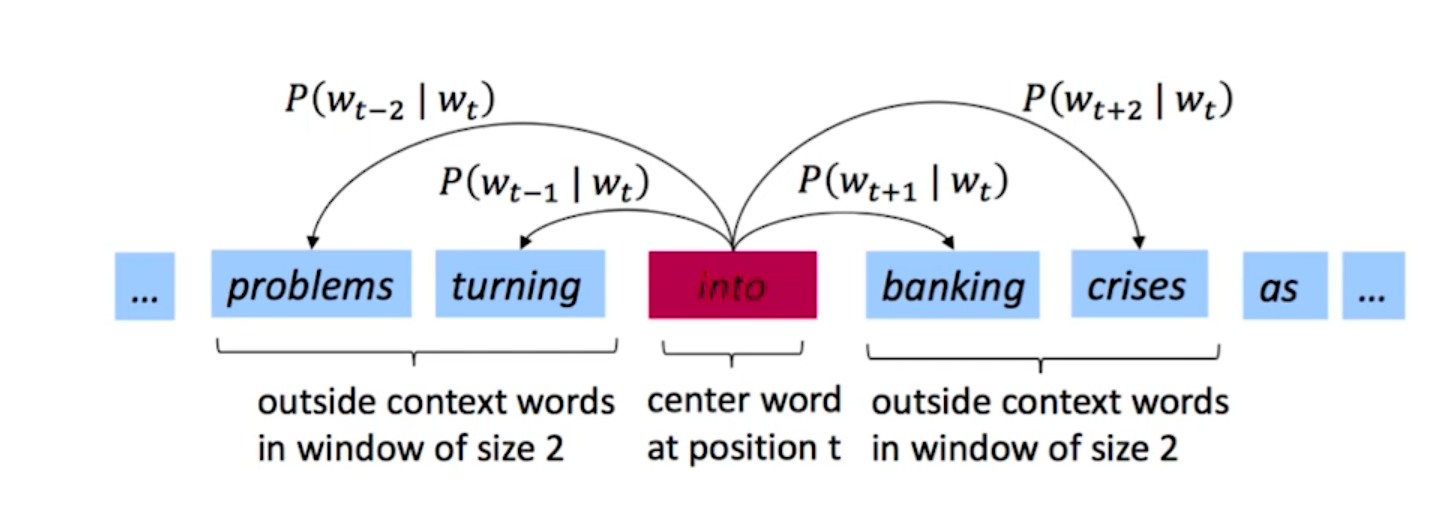 P(w_{t−2} | w_t)
P(w_{t+2} | w_t)
P(w_{t−1} | w_t)
P(w_{t+1} | w_t)
... problems turning into banking crises as ...
outside context words
in window of size 2
center word
at position t
outside context words
in window of size 2